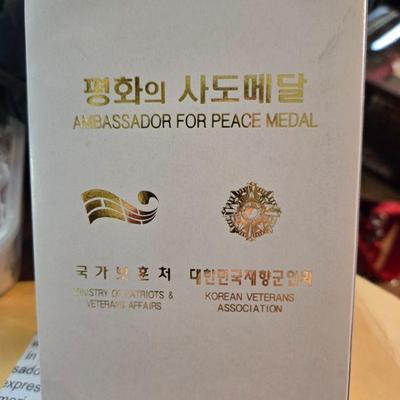 평화의 사도메달
AMBASSADOR FOR PEACE MEDAL
국가보훈처
MINISTRY OF PATRIOTS &
VETERANS AFFAIRS
대한민국재향군인회
KOREAN VETERANS
ASSOCIATION
in